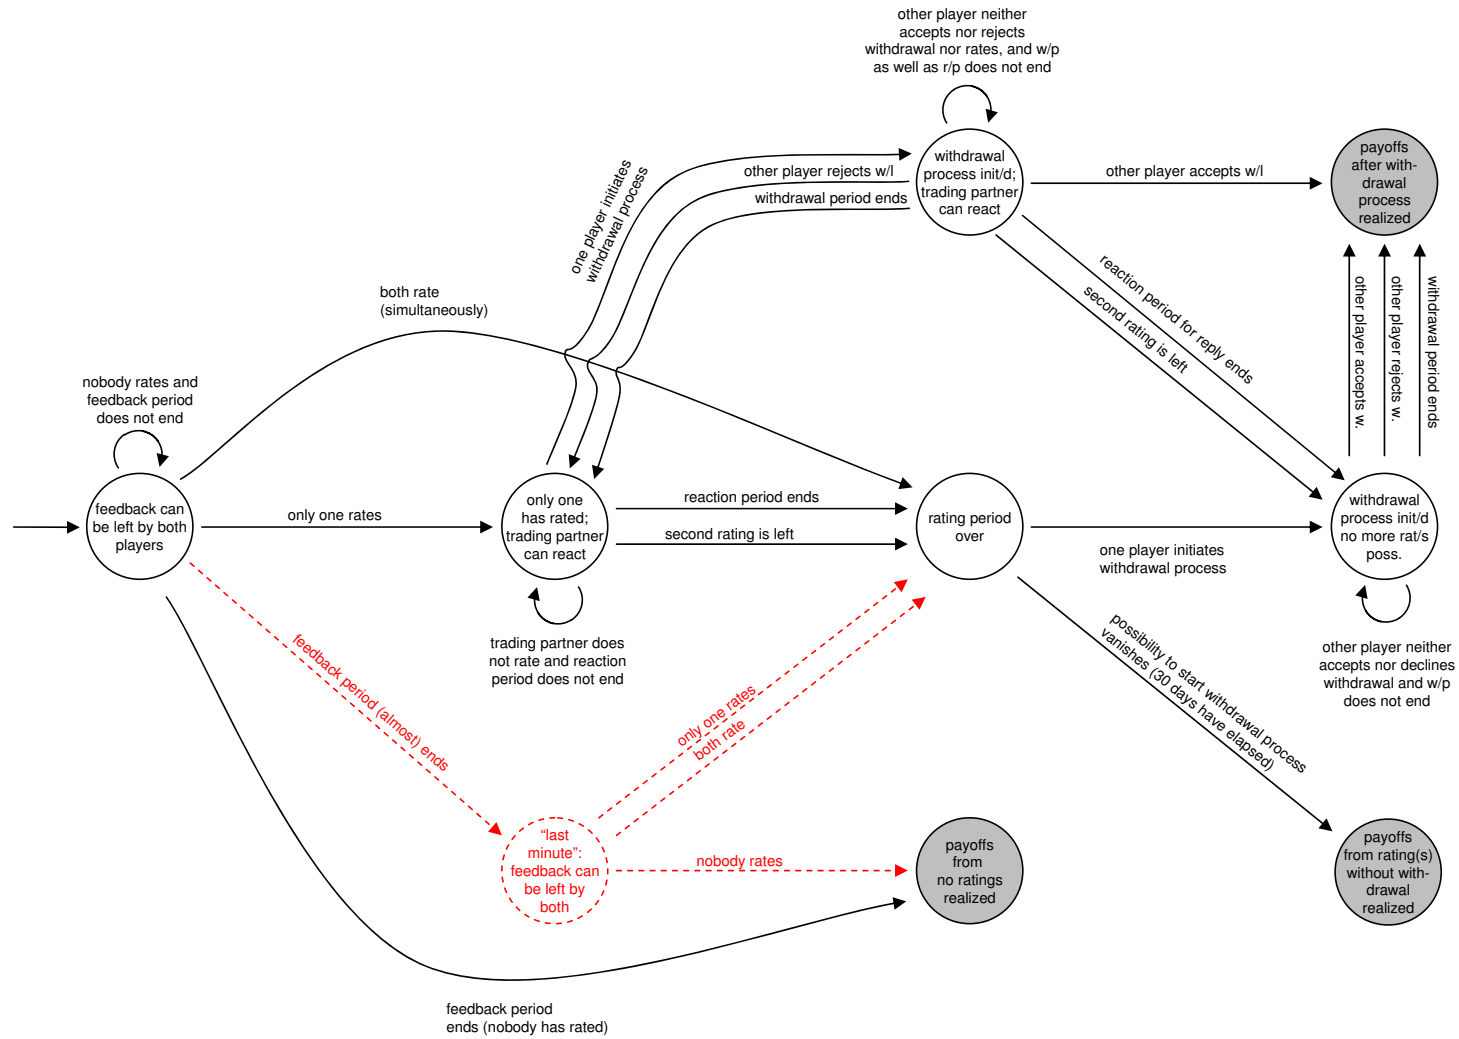 other player neither
accepts nor rejects
withdrawal nor rates, and w/p
as well as r/p does not end
one player initiates
withdrawal process
other player rejects w/l
withdrawal period ends
withdrawal
process init/d;
trading partner
can react
other player accepts w/l
payoffs
after with-
drawal
process
realized
reaction period for reply ends
second rating is left
other player accepts w.
other player rejects w.
withdrawal period ends
both rate
(simultaneously)
nobody rates and
feedback period
does not end
feedback can
be left by both
players
only one rates
only one
has rated;
trading partner
can react
reaction period ends
second rating is left
rating period
over
one player initiates
withdrawal process
withdrawal
process init/d
no more rat/s
poss.
trading partner does
not rate and reaction
period does not end
other player neither
accepts nor declines
withdrawal and w/p
does not end
feedback period (almost) ends
only one rates
both rate
possibility to start withdrawal process
vanishes (30 days have elapsed)
“last
minute”:
feedback can
be left by
both
nobody rates
payoffs
from
no ratings
realized
payoffs
from rating(s)
without with-
drawal
realized
feedback period
ends (nobody has rated)